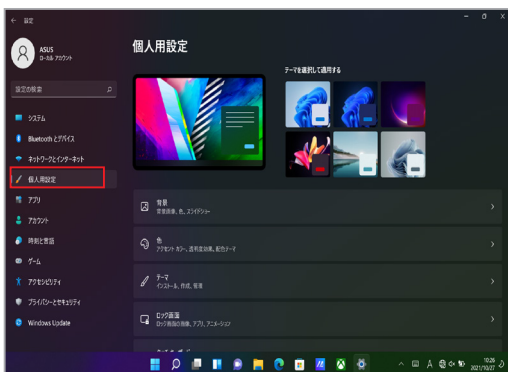 ← 設定
ASUS
ローカル アカウント
設定の検索
システム
Bluetooth とデバイス
ネットワークとインターネット
個人用設定
アプリ
アカウント
時刻と言語
ゲーム
アクセシビリティ
プライバシーとセキュリティ
Windows Update
個人用設定
テーマを選択して適用する
背景
背景画像、色、スライドショー
色
アクセント カラー、透明度効果、配色テーマ
テーマ
インストール、作成、管理
ロック画面
ロック画面の画像、アプリ、アニメーション
A
10:26
2021/10/27